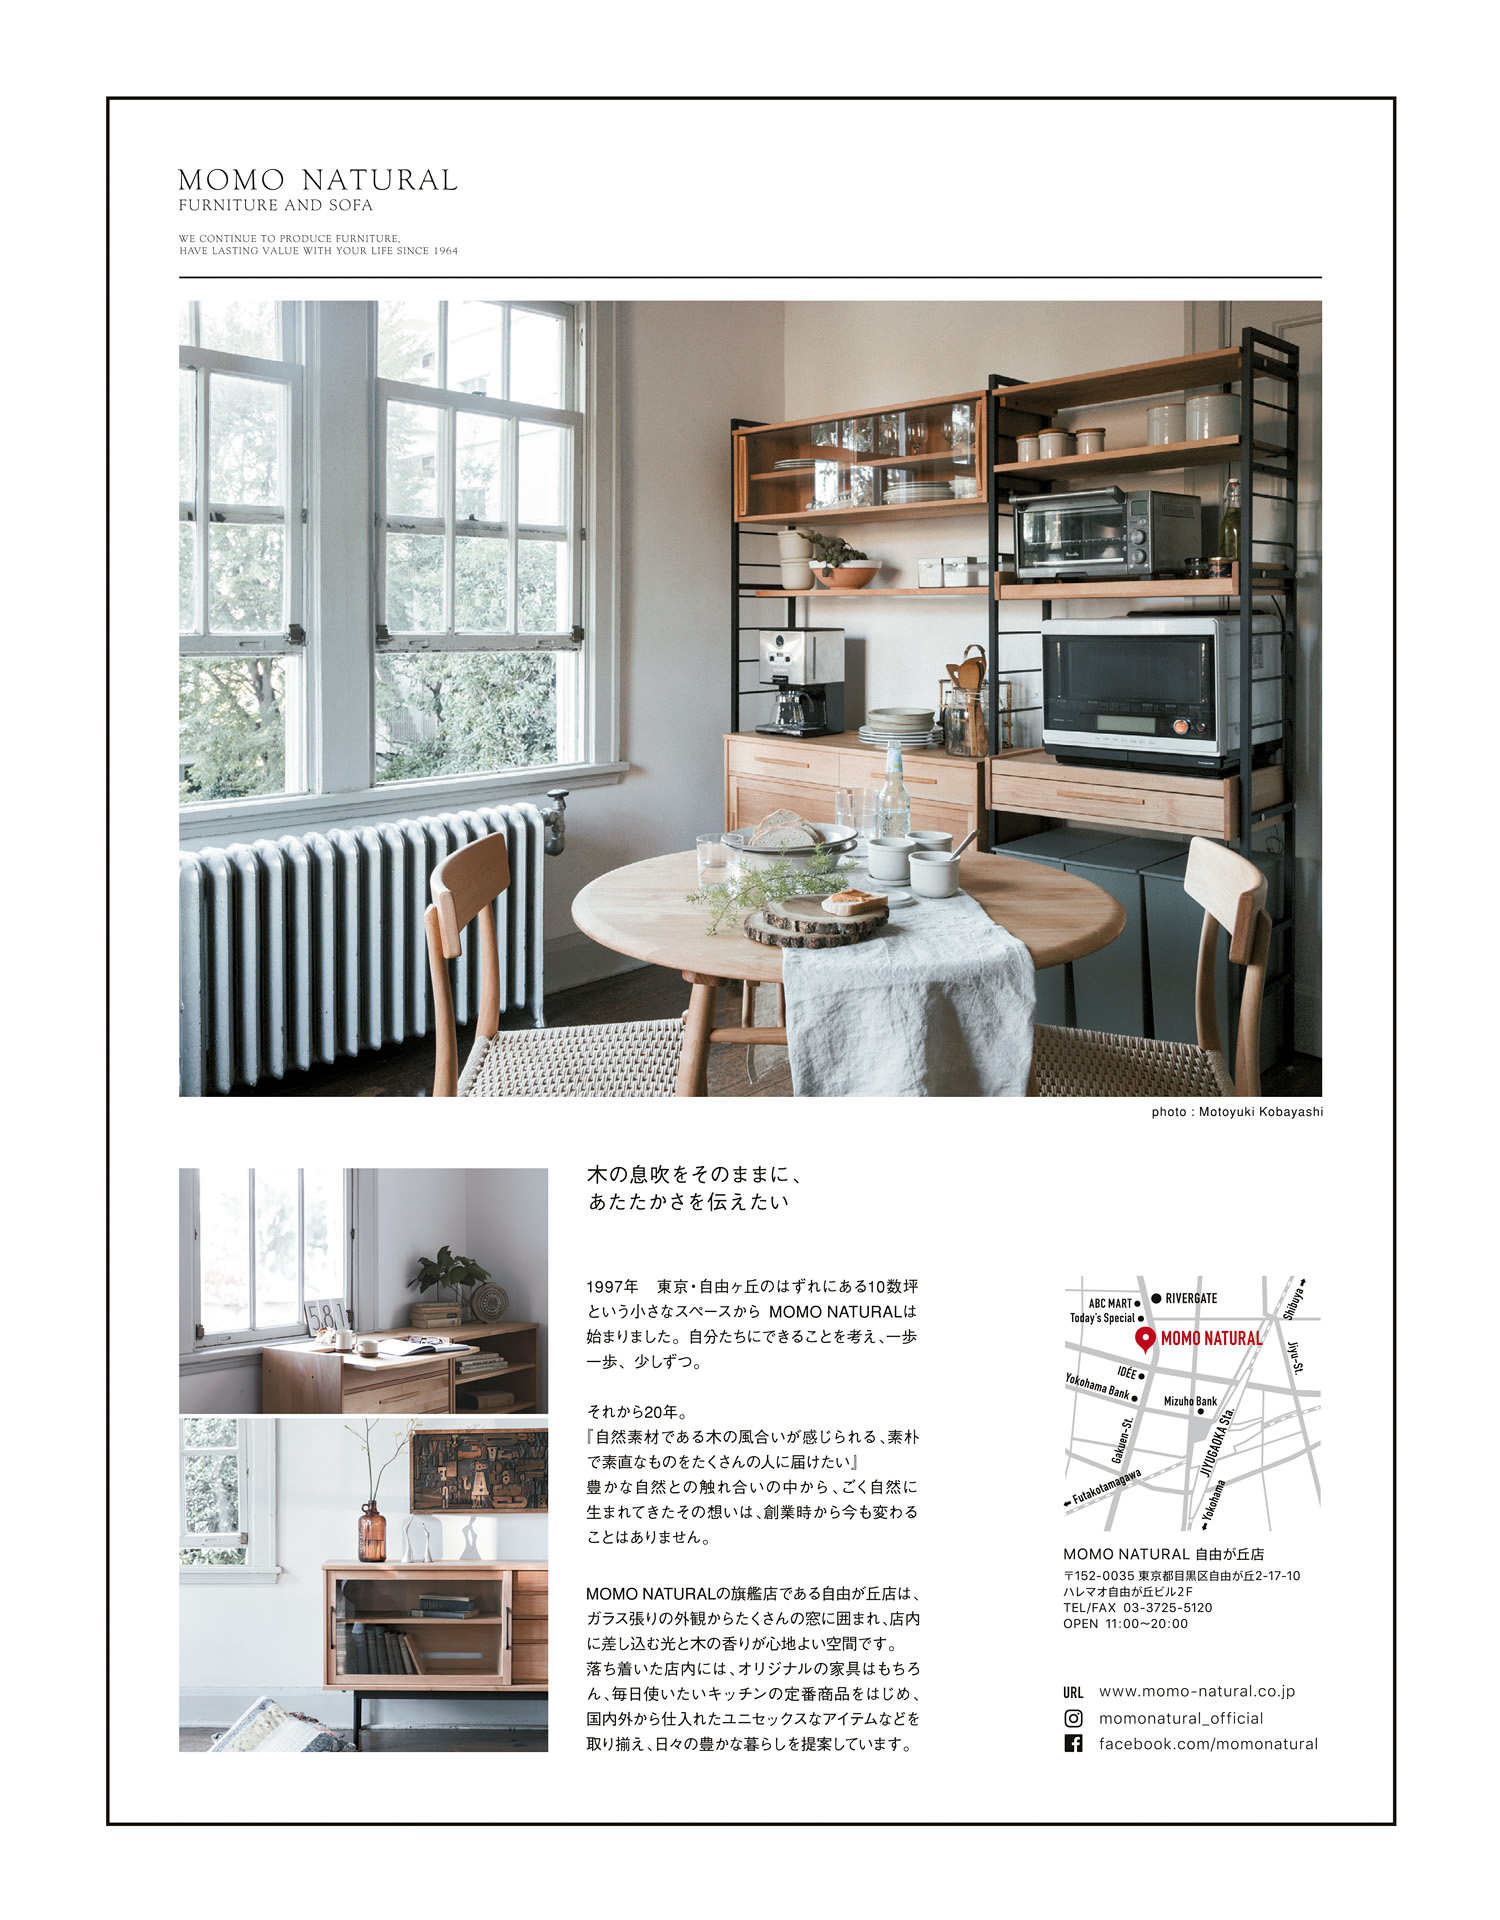 MOMO NATURAL
FURNITURE AND SOFA
WE CONTINUE TO PRODUCE FURNITURE,
HAVE LASTING VALUE WITH YOUR LIFE SINCE 1964
photo : Motoyuki Kobayashi
木の息吹をそのままに、
あたたかさを伝えたい
1997年　東京・自由ヶ丘のはずれにある10数坪
という小さなスペースから MOMO NATURALは
始まりました。自分たちにできることを考え、一歩
一歩、少しずつ。
それから20年。
『自然素材である木の風合いが感じられる、素朴
で素直なものをたくさんの人に届けたい』
豊かな自然との触れ合いの中から、ごく自然に
生まれてきたその想いは、創業時から今も変わる
ことはありません。
MOMO NATURALの旗艦店である自由が丘店は、
ガラス張りの外観からたくさんの窓に囲まれ、店内
に差し込む光と木の香りが心地よい空間です。
落ち着いた店内には、オリジナルの家具はもちろ
ん、毎日使いたいキッチンの定番商品をはじめ、
国内外から仕入れたユニセックスなアイテムなどを
取り揃え、日々の豊かな暮らしを提案しています。
581
ABC MART
RIVERGATE
Today's Special
MOMO NATURAL
Shibuya
Jiyu-St.
IDÉE
Yokohama Bank
Mizuho Bank
Gakuen-St.
JIYUGAOKA Sta.
Futakotamagawa
Yokohama
MOMO NATURAL 自由が丘店
〒152-0035 東京都目黒区自由が丘2-17-10
ハレマオ自由が丘ビル2F
TEL/FAX 03-3725-5120
OPEN 11:00~20:00
URL www.momo-natural.co.jp
momonatural_official
facebook.com/momonatural